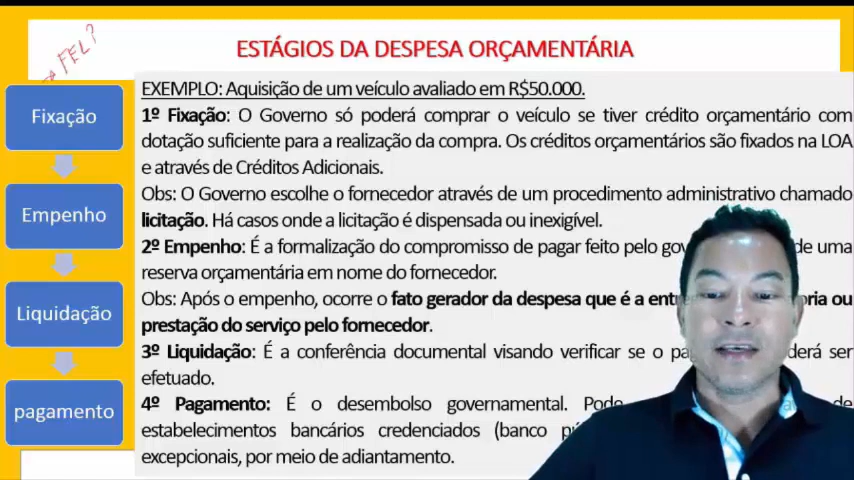 FEL?
ESTÁGIOS DA DESPESA ORÇAMENTÁRIA
Fixação
Empenho
Liquidação
pagamento
EXEMPLO: Aquisição de um veículo avaliado em R$50.000.
1º Fixação: O Governo só poderá comprar o veículo se tiver crédito orçamentário com
dotação suficiente para a realização da compra. Os créditos orçamentários são fixados na LOA
e através de Créditos Adicionais.
Obs: O Governo escolhe o fornecedor através de um procedimento administrativo chamado
licitação. Há casos onde a licitação é dispensada ou inexigível.
2º Empenho: É a formalização do compromisso de pagar feito pelo de uma
reserva orçamentária em nome do fornecedor.
Obs: Após o empenho, ocorre o fato gerador da despesa que é a ou
prestação do serviço pelo fornecedor.
3º Liquidação: É a conferência documental visando verificar se o ser
efetuado.
4º Pagamento: É o desembolso governamental. Pode de
estabelecimentos bancários credenciados (banco
excepcionais, por meio de adiantamento.